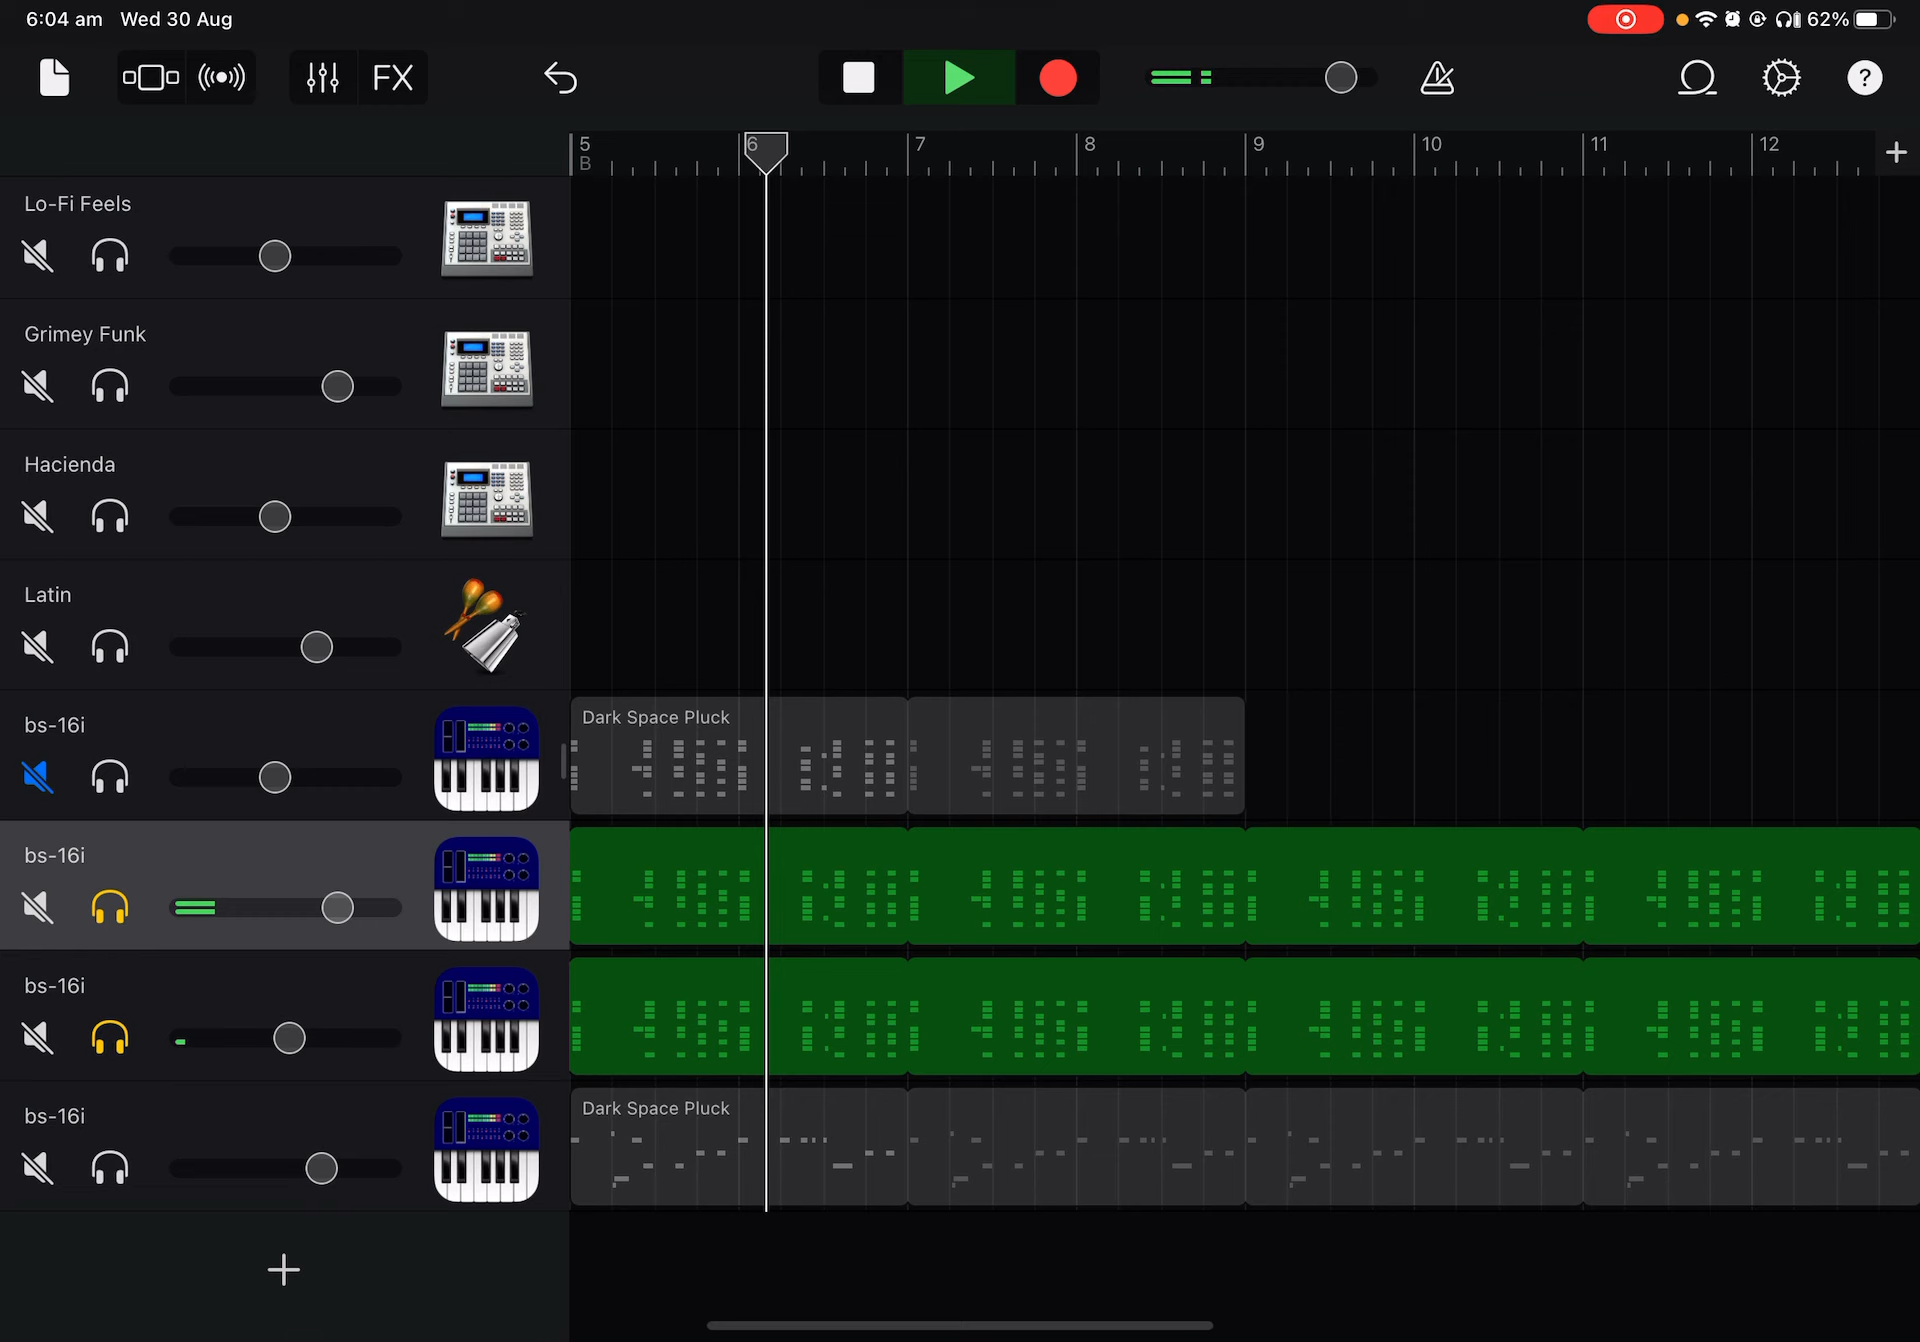 6:04 am Wed 30 Aug
62%
FX
?
5 6 7 8 9 10 11 12
B
Lo-Fi Feels
Grimey Funk
Hacienda
Latin
bs-16i
Dark Space Pluck
bs-16i
bs-16i
bs-16i
Dark Space Pluck